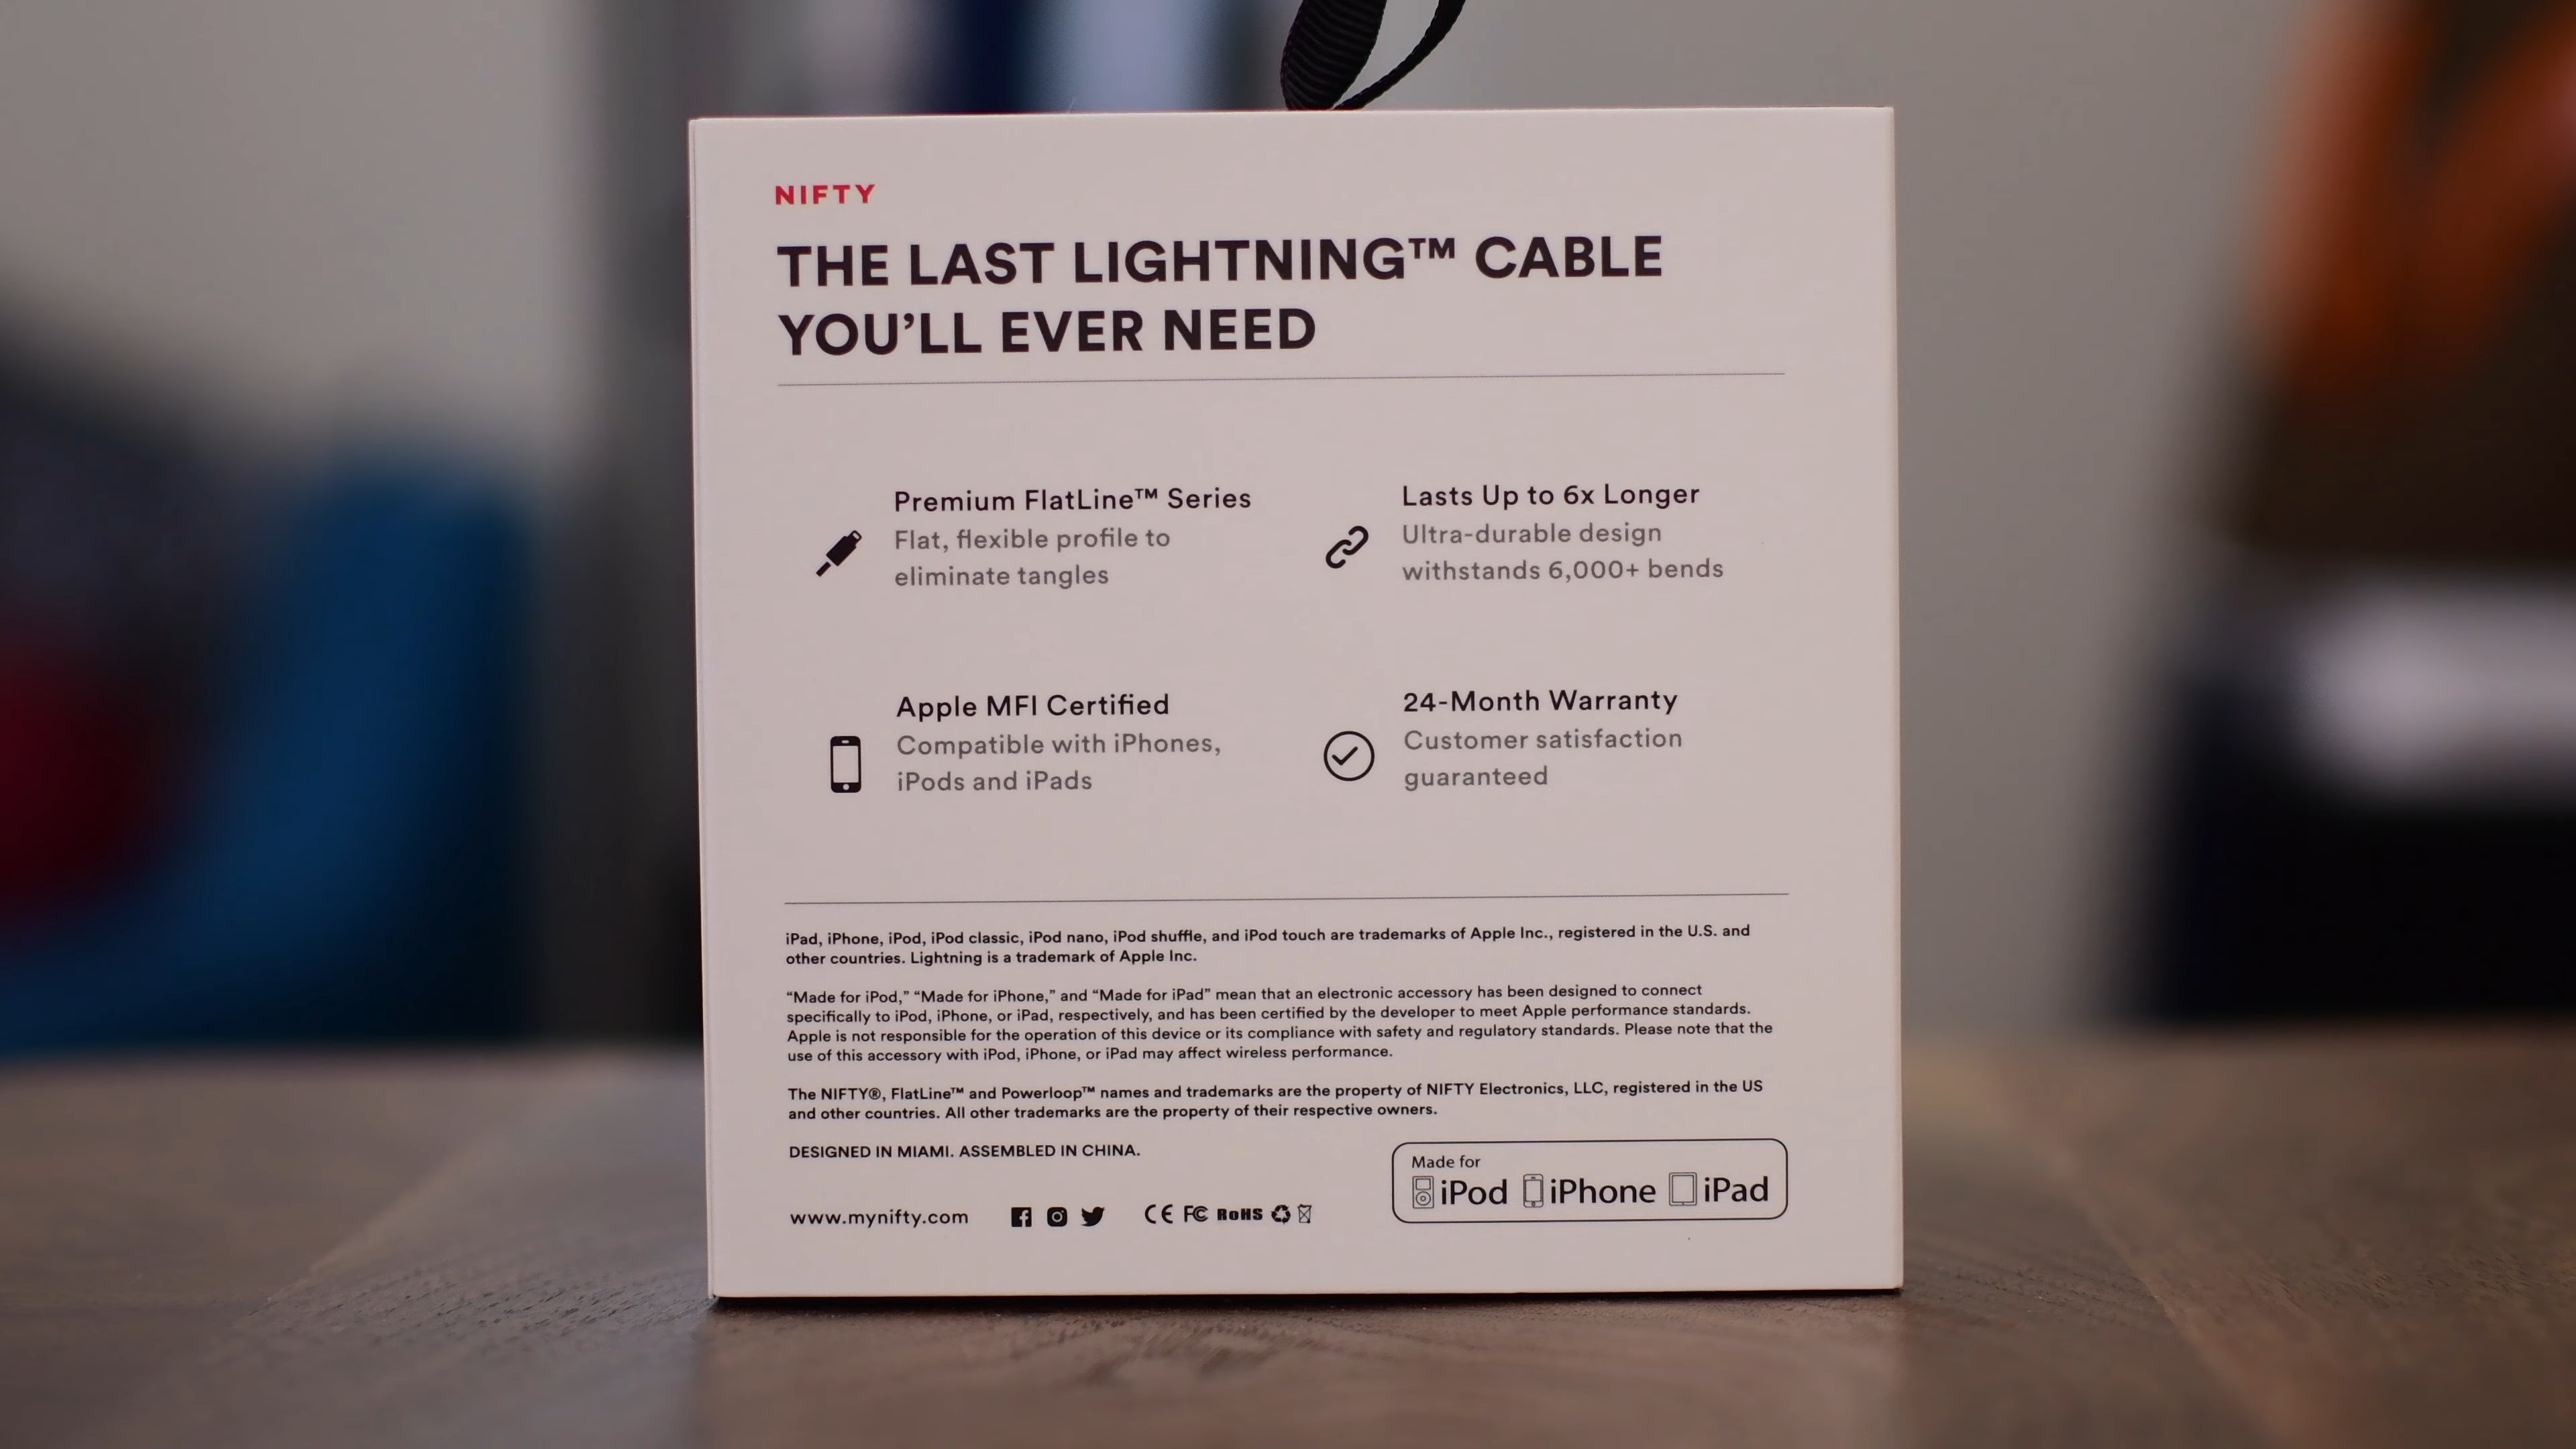 NIFTY
THE LAST LIGHTNING™ CABLE
YOU’LL EVER NEED
Premium FlatLine™ Series
Flat, flexible profile to
eliminate tangles
Lasts Up to 6x Longer
Ultra-durable design
withstands 6,000+ bends
Apple MFI Certified
Compatible with iPhones,
iPods and iPads
24-Month Warranty
Customer satisfaction
guaranteed
iPad, iPhone, iPod, iPod classic, iPod nano, iPod shuffle, and iPod touch are trademarks of Apple Inc., registered in the U.S. and
other countries. Lightning is a trademark of Apple Inc.
“Made for iPod,” “Made for iPhone,” and “Made for iPad” mean that an electronic accessory has been designed to connect
specifically to iPod, iPhone, or iPad, respectively, and has been certified by the developer to meet Apple performance standards.
Apple is not responsible for the operation of this device or its compliance with safety and regulatory standards. Please note that the
use of this accessory with iPod, iPhone, or iPad may affect wireless performance.
The NIFTY®, FlatLine™ and Powerloop™ names and trademarks are the property of NIFTY Electronics, LLC, registered in the US
and other countries. All other trademarks are the property of their respective owners.
DESIGNED IN MIAMI. ASSEMBLED IN CHINA.
Made for
iPod iPhone iPad
www.mynifty.com CE FC RoHS